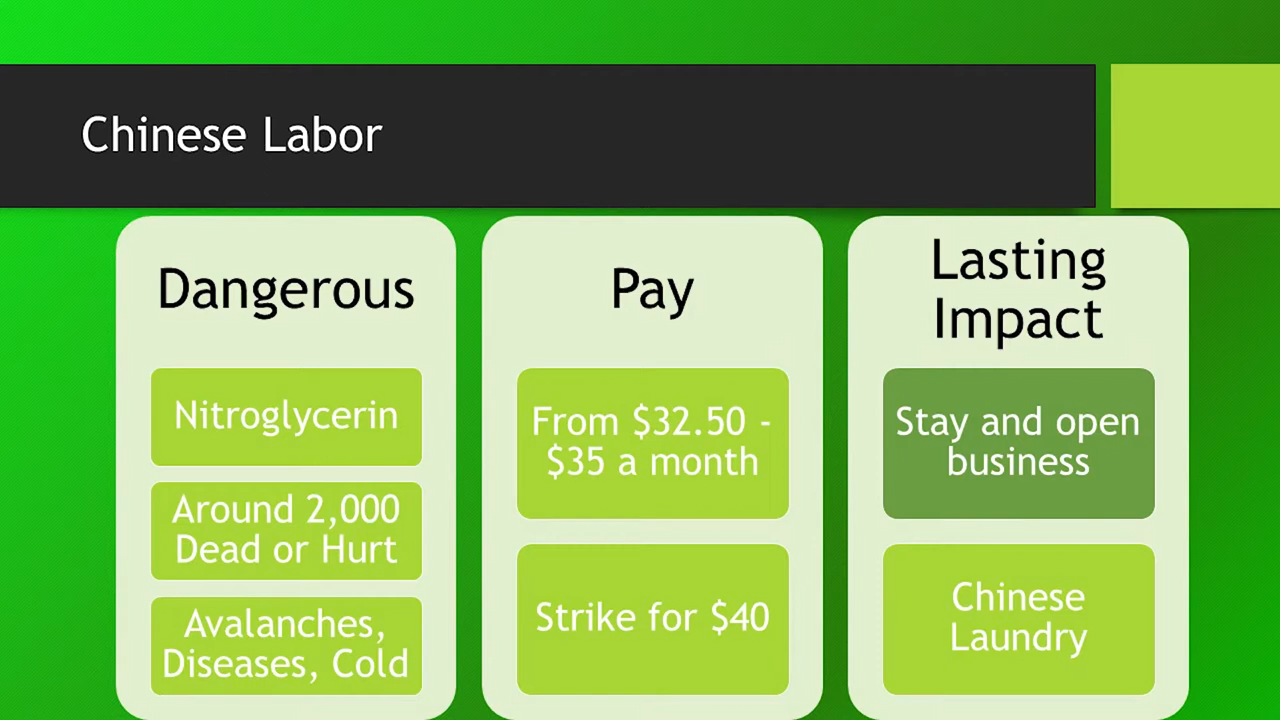 Chinese Labor
Dangerous
Nitroglycerin
Around 2,000
Dead or Hurt
Avalanches,
Diseases, Cold
Pay
From $32.50 -
$35 a month
Strike for $40
Lasting
Impact
Stay and open
business
Chinese
Laundry